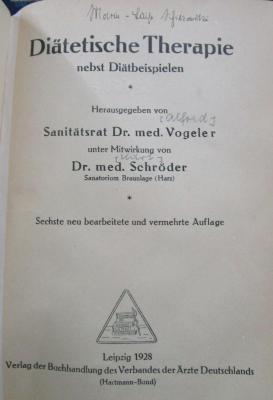 Diätetische Therapie
nebst Diätbeispielen
*
Herausgegeben von
[Alfred]
Sanitätsrat Dr. med. Vogeler
unter Mitwirkung von
Dr. med. Schröder
Sanatorium Braunlage (Harz)
*
Sechste neu bearbeitete und vermehrte Auflage
Leipzig 1928
Verlag der Buchhandlung des Verbandes der Ärzte Deutschlands
(Hartmann-Bund)